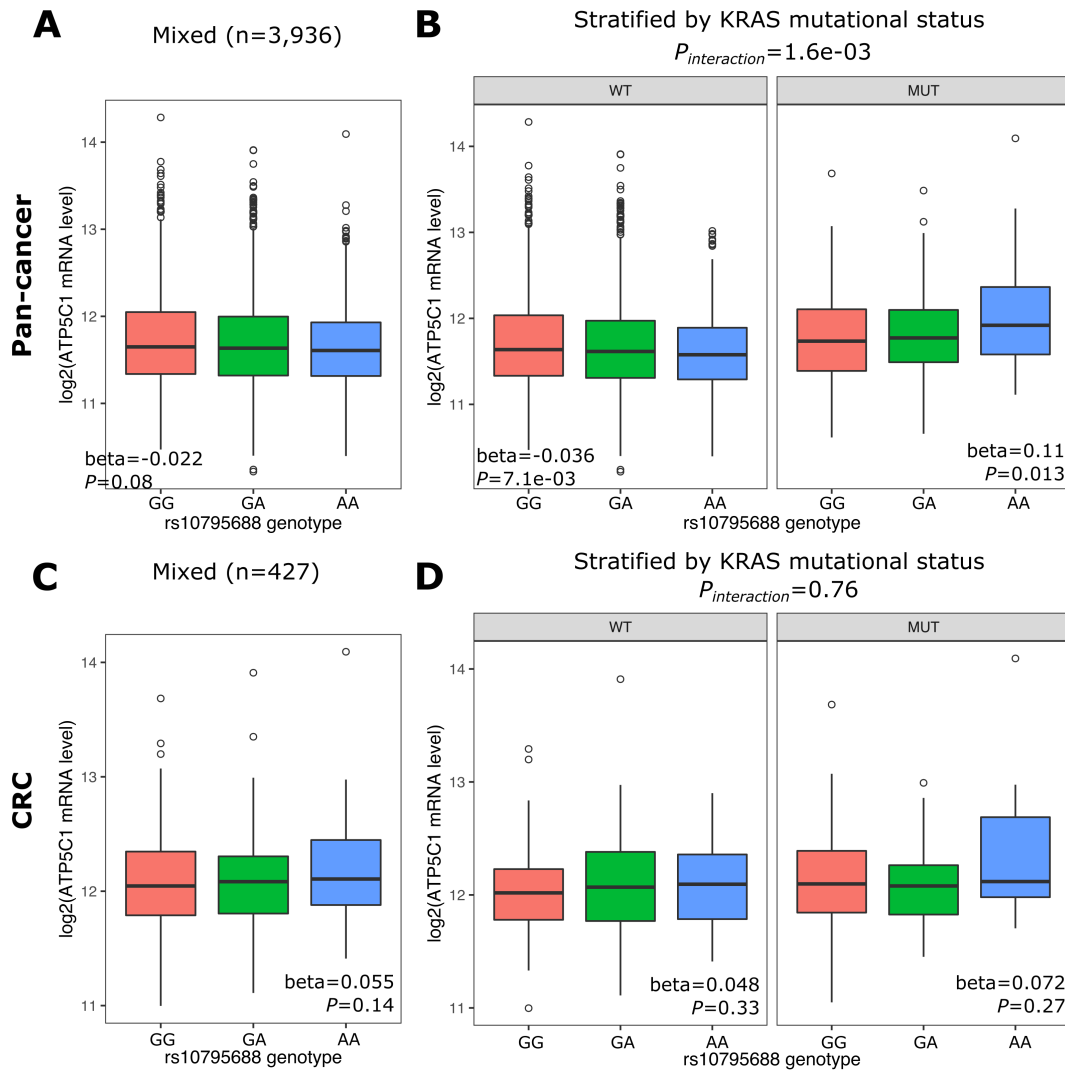 A
Mixed (n=3,936)
B
Stratified by KRAS mutational status
P_interaction=1.6e-03
Pan-cancer
log2(ATP5C1 mRNA level)
14
13
12
11
beta=-0.022
P=0.08
GG
GA
AA
rs10795688 genotype
log2(ATP5C1 mRNA level)
WT
MUT
14
13
12
11
beta=-0.036
P=7.1e-03
beta=0.11
P=0.013
GG
GA
AA
GG
GA
AA
rs10795688 genotype
C
Mixed (n=427)
D
Stratified by KRAS mutational status
P_interaction=0.76
CRC
log2(ATP5C1 mRNA level)
14
13
12
11
beta=0.055
P=0.14
GG
GA
AA
rs10795688 genotype
log2(ATP5C1 mRNA level)
WT
MUT
14
13
12
11
beta=0.048
P=0.33
beta=0.072
P=0.27
GG
GA
AA
GG
GA
AA
rs10795688 genotype